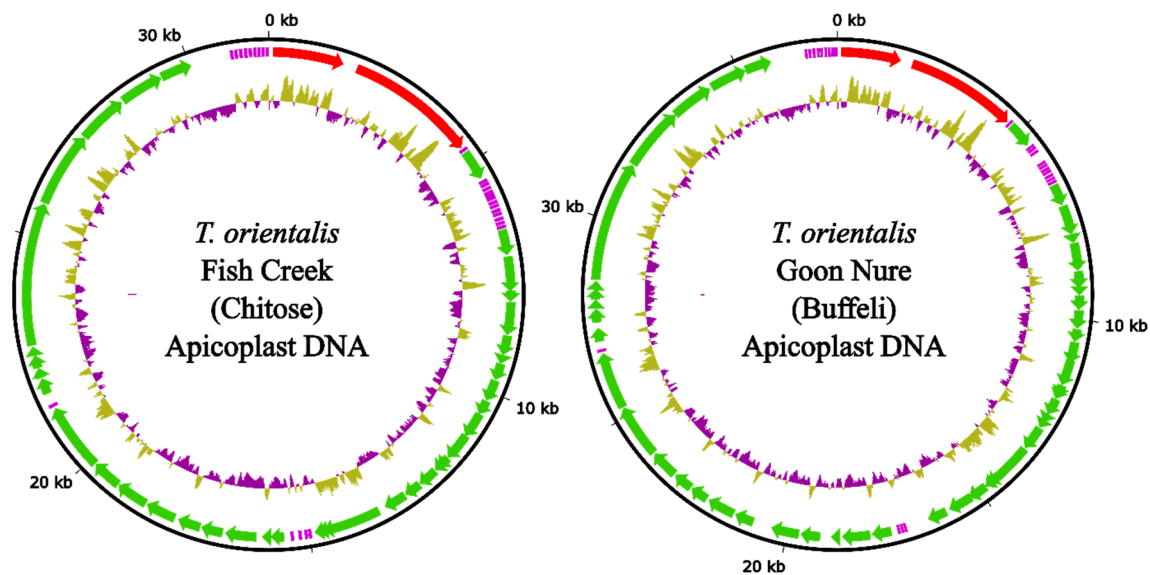 0 kb
30 kb
10 kb
20 kb
T. orientalis
Fish Creek
(Chitose)
Apicoplast DNA
0 kb
30 kb
10 kb
20 kb
T. orientalis
Goon Nure
(Buffeli)
Apicoplast DNA